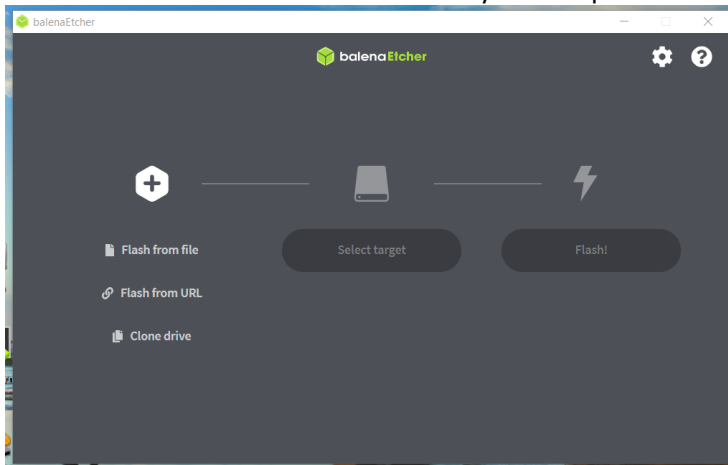 balenaEtcher
balenaEtcher
Flash from file
Select target
Flash!
Flash from URL
Clone drive